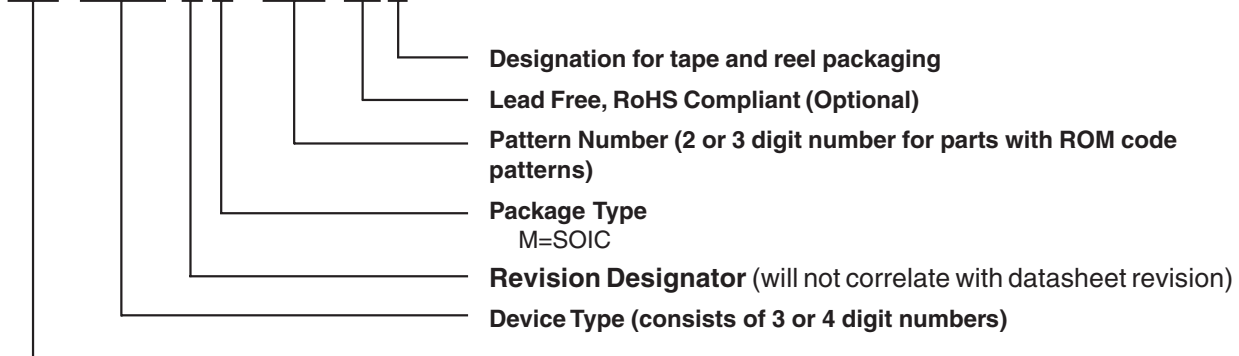 Designation for tape and reel packaging
Lead Free, RoHS Compliant (Optional)
Pattern Number (2 or 3 digit number for parts with ROM code
patterns)
Package Type
M=SOIC
Revision Designator (will not correlate with datasheet revision)
Device Type (consists of 3 or 4 digit numbers)